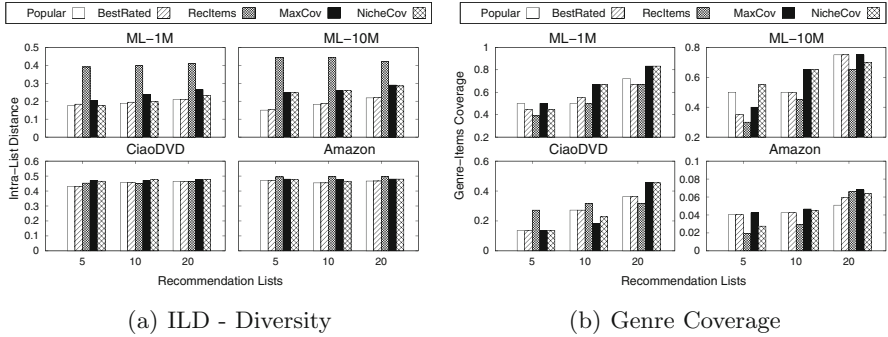 Popular BestRated RecItems MaxCov NicheCov
ML-1M ML-10M
Intra-List Distance
0.5
0.4
0.3
0.2
0.1
0
CiaoDVD Amazon
0.6
0.5
0.4
0.3
0.2
0.1
0
5 10 20 5 10 20
Recommendation Lists
(a) ILD - Diversity
Popular BestRated RecItems MaxCov NicheCov
ML-1M ML-10M
Genre-Items Coverage
1
0.8
0.6
0.4
0.2
0.8
0.6
0.4
0.2
CiaoDVD Amazon
0.6
0.4
0.2
0
0.1
0.08
0.06
0.04
0.02
0
5 10 20 5 10 20
Recommendation Lists
(b) Genre Coverage